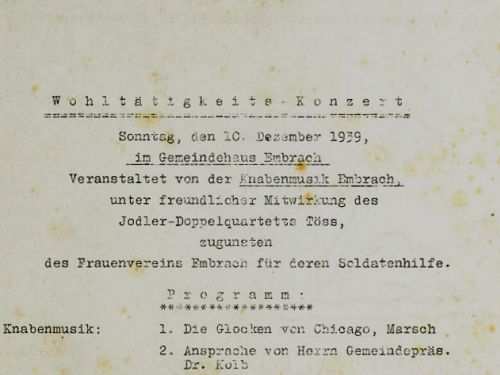 Wohltätigkeits-Konzert
Sonntag, den 10. Dezember 1939,
im Gemeindehaus Embrach
Veranstaltet von der Knabenmusik Embrach,
unter freundlicher Mitwirkung des
Jodler-Doppelquartetts Töss,
zugunsten
des Frauenvereins Embrach für deren Soldatenhilfe.
Programm:
*******************
Knabenmusik: 1. Die Glocken von Chicago, Marsch
2. Ansprache von Herrn Gemeindepräs.
Dr. Kolb